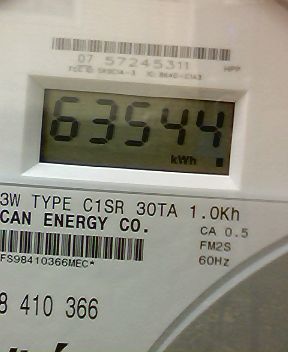 07 57245311
HPP
63544
kWh
3W TYPE C1SR 30TA 1.0Kh
CAN ENERGY CO.
CA 0.5
FM2S
FS98410366MEC*
60Hz
8 410 366